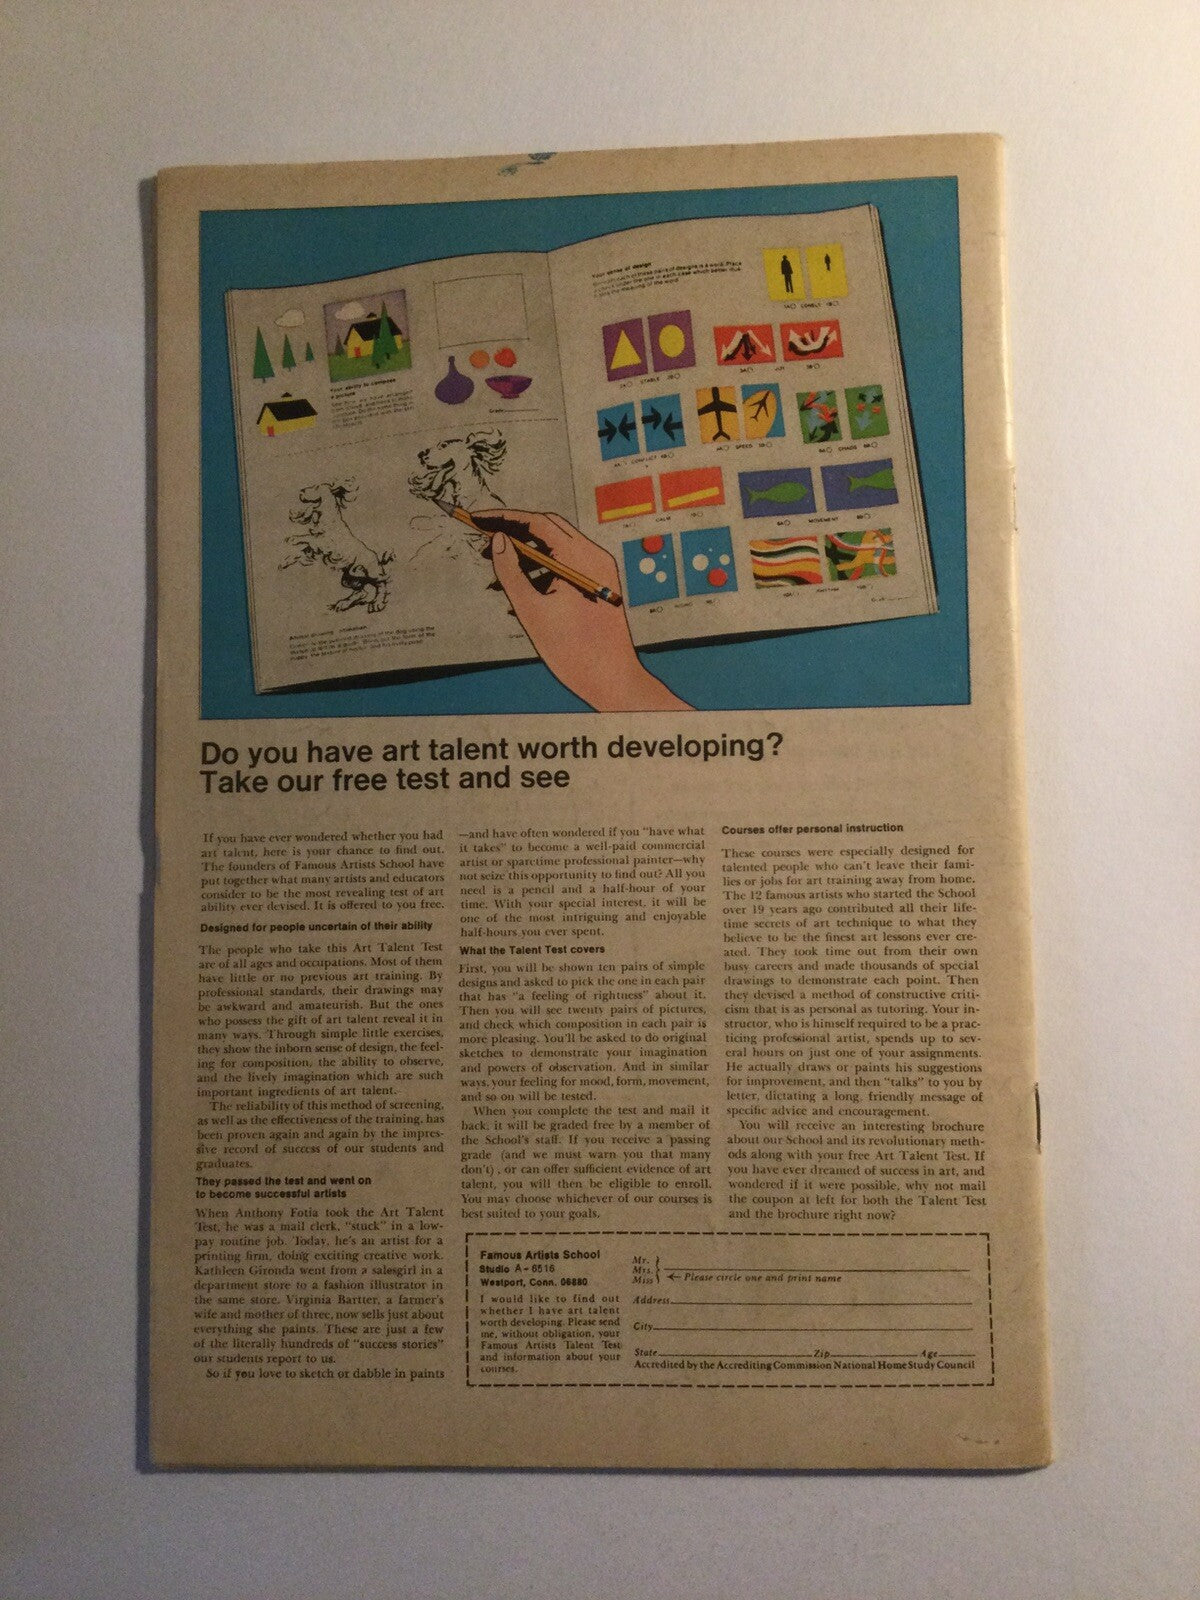 Your ability to compose
a picture
Grade
Your sense of design
1A LONELY 1B
2A STABLE 2B
3A JOY 3B
4A CONFLICT 4B
5A SPEED 5B
6A CHAOS 6B
7A CALM 7B
8A MOVEMENT 8B
Grade
Do you have art talent worth developing?
Take our free test and see
If you have ever wondered whether you had
art talent, here is your chance to find out.
The founders of Famous Artists School have
put together what many artists and educators
consider to be the most revealing test of art
ability ever devised. It is offered to you free.
Designed for people uncertain of their ability
The people who take this Art Talent Test
are of all ages and occupations. Most of them
have little or no previous art training. By
professional standards, their drawings may
be awkward and amateurish. But the ones
who possess the gift of art talent reveal it in
many ways. Through simple little exercises,
they show the inborn sense of design, the feel-
ing for composition, the ability to observe,
and the lively imagination which are such
important ingredients of art talent.
The reliability of this method of screening,
as well as the effectiveness of the training, has
been proven again and again by the impres-
sive record of success of our students and
graduates.
They passed the test and went on
to become successful artists
When Anthony Fotia took the Art Talent
Test, he was a mail clerk, "stuck" in a low-
pay routine job. Today, he's an artist for a
printing firm, doing exciting creative work.
Kathleen Gironda went from a salesgirl in a
department store to a fashion illustrator in
the same store. Virginia Bartter, a farmer's
wife and mother of three, now sells just about
everything she paints. These are just a few
of the literally hundreds of "success stories"
our students report to us.
So if you love to sketch or dabble in paints
—and have often wondered if you "have what
it takes" to become a well-paid commercial
artist or sparetime professional painter—why
not seize this opportunity to find out? All you
need is a pencil and a half-hour of your
time. With your special interest, it will be
one of the most intriguing and enjoyable
half-hours you ever spent.
What the Talent Test covers
First, you will be shown ten pairs of simple
designs and asked to pick the one in each pair
that has "a feeling of rightness" about it.
Then you will see twenty pairs of pictures,
and check which composition in each pair is
more pleasing. You'll be asked to do original
sketches to demonstrate your imagination
and powers of observation. And in similar
ways, your feeling for mood, form, movement,
and so on will be tested.
When you complete the test and mail it
back, it will be graded free by a member of
the School's staff. If you receive a passing
grade (and we must warn you that many
don't), or can offer sufficient evidence of art
talent, you will then be eligible to enroll.
You may choose whichever of our courses is
best suited to your goals.
Courses offer personal instruction
These courses were especially designed for
talented people who can't leave their fami-
lies or jobs for art training away from home.
The 12 famous artists who started the School
over 19 years ago contributed all their life-
time secrets of art technique to what they
believe to be the finest art lessons ever cre-
ated. They took time out from their own
busy careers and made thousands of special
drawings to demonstrate each point. Then
they devised a method of constructive criti-
cism that is as personal as tutoring. Your in-
structor, who is himself required to be a prac-
ticing professional artist, spends up to sev-
eral hours on just one of your assignments.
He actually draws or paints his suggestions
for improvement, and then "talks" to you by
letter, dictating a long, friendly message of
specific advice and encouragement.
You will receive an interesting brochure
about our School and its revolutionary meth-
ods along with your free Art Talent Test. If
you have ever dreamed of success in art, and
wondered if it were possible, why not mail
the coupon at left for both the Talent Test
and the brochure right now?
Famous Artists School
Studio A-6516
Westport, Conn. 06880
I would like to find out
whether I have art talent
worth developing. Please send
me, without obligation, your
Famous Artists Talent Test
and information about your
courses.
Mr.
Mrs.
Miss ← Please circle one and print name
Address
City
State Zip Age
Accredited by the Accrediting Commission National Home Study Council